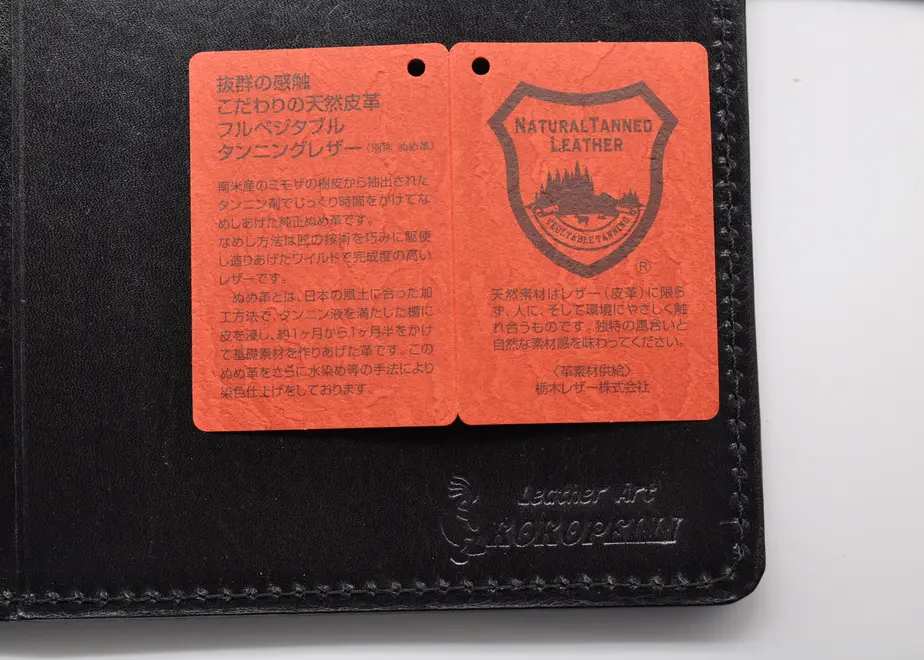 抜群の感触
こだわりの天然皮革
フルベジタブル
タンニングレザー（別称 ぬめ革）
南米産のミモザの樹皮から抽出された
タンニン剤でじっくり時間をかけてな
めしあげた純正ぬめ革です。
なめし方法は匠の技術を巧みに駆使
し造りあげたワイルドで完成度の高い
レザーです。
ぬめ革とは、日本の風土に合った加
工方法で、タンニン液を満たした槽に
皮を浸し、約1ヶ月から1ヶ月半をかけ
て基礎素材を作りあげた革です。この
ぬめ革をさらに水染め等の手法により
染色仕上げをしております。
NATURAL TANNED
LEATHER
VEGETABLE TANNING
®
天然素材はレザー（皮革）に限ら
ず、人に、そして環境にやさしく触
れ合うものです。独特の風合いと
自然な素材感を味わってください。
〈革素材供給〉
栃木レザー株式会社
Leather Art
KOKOPELLI